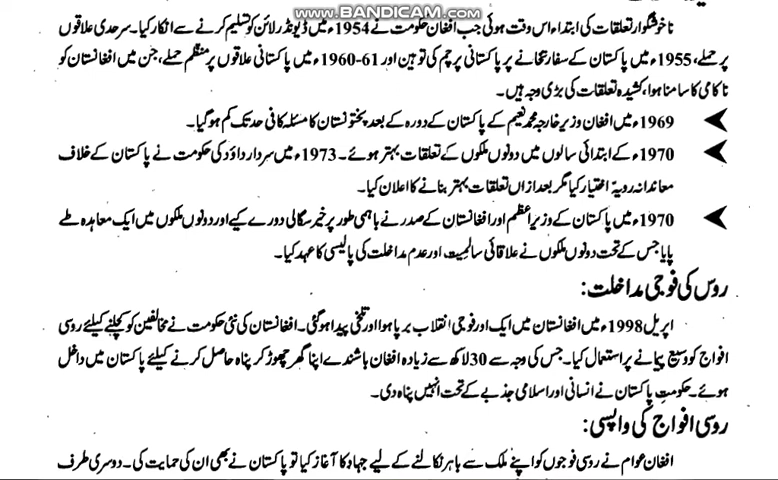 WWW.BANDICAM.COM
ناخوشگوار تعلقات کی ابتداء اس وقت ہوئی جب افغان حکومت نے 1954ء میں ڈیونڈر لائن کو تسلیم کرنے سے انکار کیا۔ سرحدی علاقوں
پر حملے، 1955ء میں پاکستان کے سفارتخانے پر پاکستانی پرچم کی توہین اور 61-1960ء میں پاکستانی علاقوں پر منظم حملے، جن میں افغانستان کو
ناکامی کا سامنا ہوا، کشیدہ تعلقات کی بڑی وجہ ہیں۔
1969ء میں افغان وزیر خارجہ محمد نعیم کے پاکستان کے دورہ کے بعد پختونستان کا مسئلہ کافی حد تک کم ہو گیا۔
1970ء کے ابتدائی سالوں میں دونوں ملکوں کے تعلقات بہتر ہوئے۔ 1973ء میں سردار داؤد کی حکومت نے پاکستان کے خلاف
معاندانہ رویہ اختیار کیا مگر بعد ازاں تعلقات بہتر بنانے کا اعلان کیا۔
1970ء میں پاکستان کے وزیر اعظم اور افغانستان کے صدر نے باہمی طور پر خیر سگالی دورے کیے اور دونوں ملکوں میں ایک معاہدہ طے
پایا جس کے تحت دونوں ملکوں نے علاقائی سالمیت اور عدم مداخلت کی پالیسی کا عہد کیا۔
روس کی فوجی مداخلت:
اپریل 1998ء میں افغانستان میں ایک اور فوجی انقلاب برپا ہوا اور تلخی پیدا ہو گئی۔ افغانستان کی نئی حکومت نے مخالفین کو کچلنے کیلئے روسی
افواج کو وسیع پیمانے پر استعمال کیا۔ جس کی وجہ سے 30 لاکھ سے زیادہ افغان باشندے اپنا گھر چھوڑ کر پناہ حاصل کرنے کیلئے پاکستان میں داخل
ہوئے۔ حکومت پاکستان نے انسانی اور اسلامی جذبے کے تحت انہیں پناہ دی۔
روسی افواج کی واپسی:
افغان عوام نے روسی فوجوں کو اپنے ملک سے باہر نکالنے کے لیے جہاد کا آغاز کیا تو پاکستان نے بھی ان کی حمایت کی۔ دوسری طرف